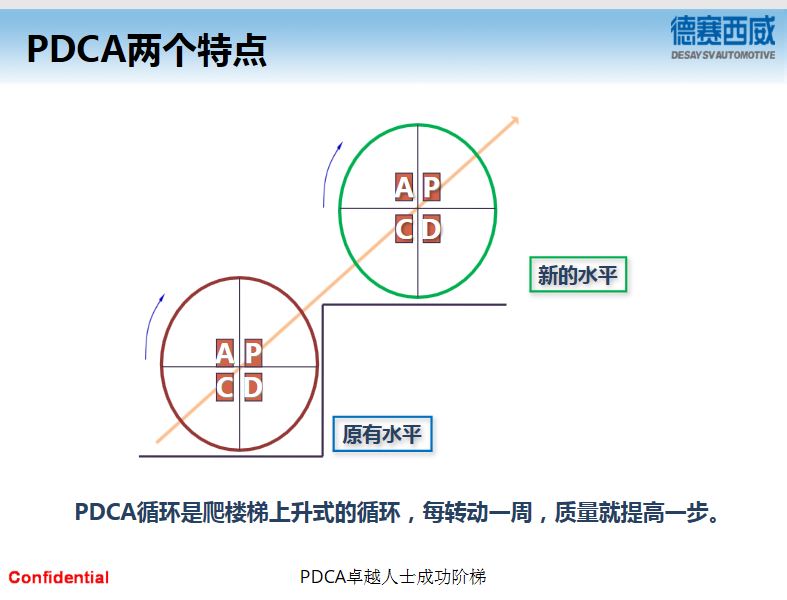 PDCA两个特点
德赛西威
DESAY SV AUTOMOTIVE
A P
C D
新的水平
A P
C D
原有水平
PDCA循环是爬楼梯上升式的循环，每转动一周，质量就提高一步。
Confidential
PDCA卓越人士成功阶梯